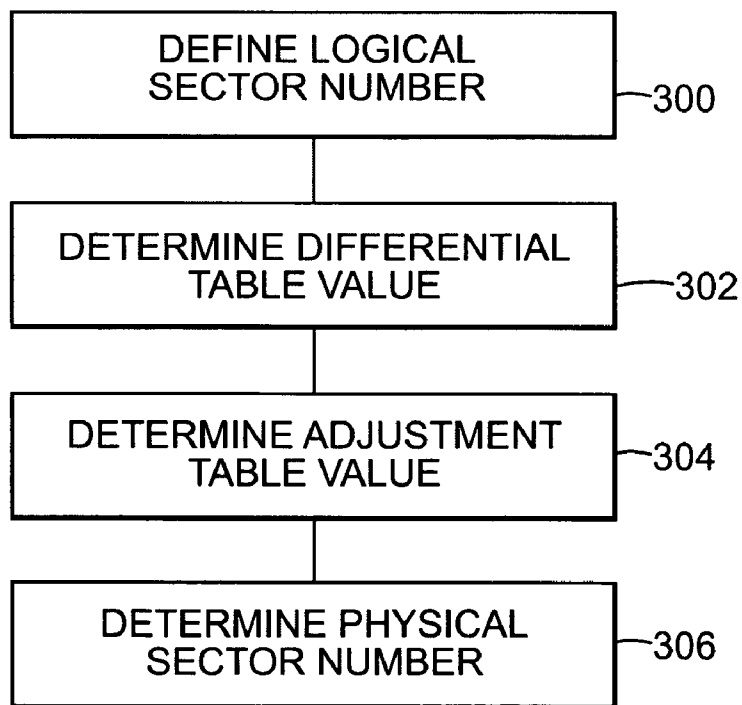 DEFINE LOGICAL
SECTOR NUMBER
300
DETERMINE DIFFERENTIAL
TABLE VALUE
302
DETERMINE ADJUSTMENT
TABLE VALUE
304
DETERMINE PHYSICAL
SECTOR NUMBER
306